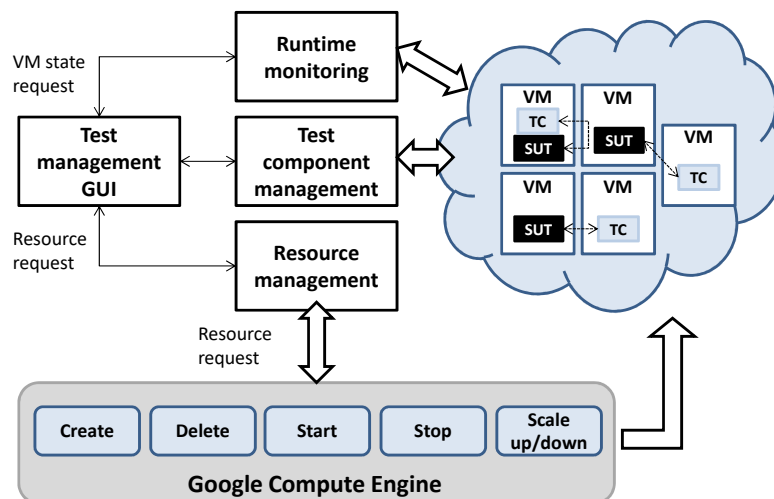 VM state
request
Runtime
monitoring
Test
management
GUI
Test
component
management
Resource
request
Resource
management
Resource
request
VM
TC
SUT
VM
SUT
VM
TC
VM
SUT
VM
TC
Create
Delete
Start
Stop
Scale
up/down
Google Compute Engine